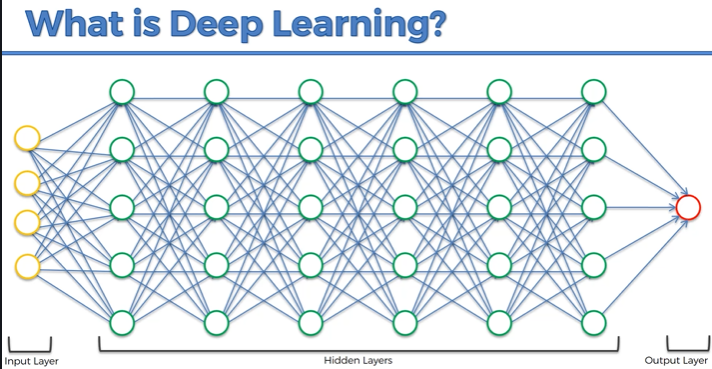 What is Deep Learning?
Input Layer
Hidden Layers
Output Layer